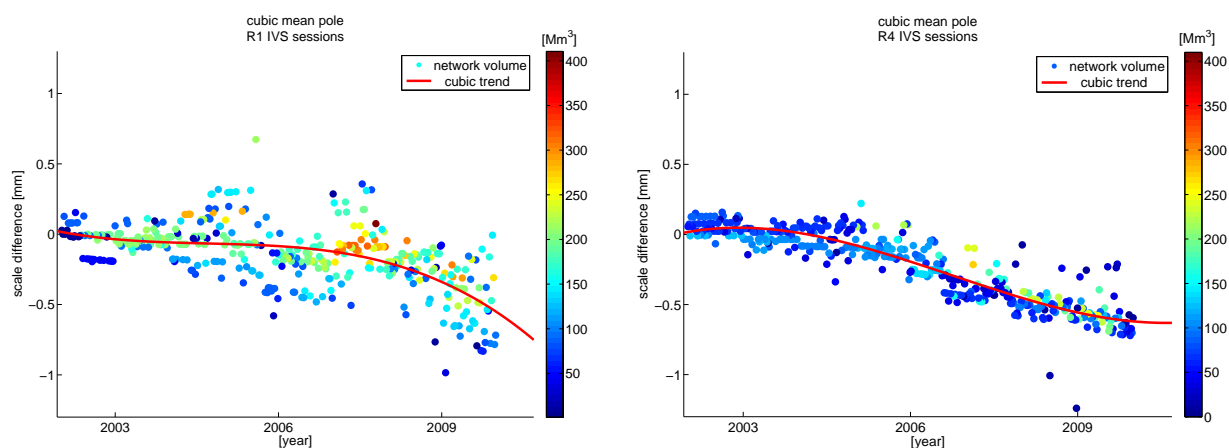 cubic mean pole
R1 IVS sessions
[Mm3]
network volume
cubic trend
1
0.5
0
−0.5
−1
scale difference [mm]
2003
2006
2009
[year]
400
350
300
250
200
150
100
50
0
cubic mean pole
R4 IVS sessions
[Mm3]
network volume
cubic trend
1
0.5
0
−0.5
−1
scale difference [mm]
2003
2006
2009
[year]
400
350
300
250
200
150
100
50
0